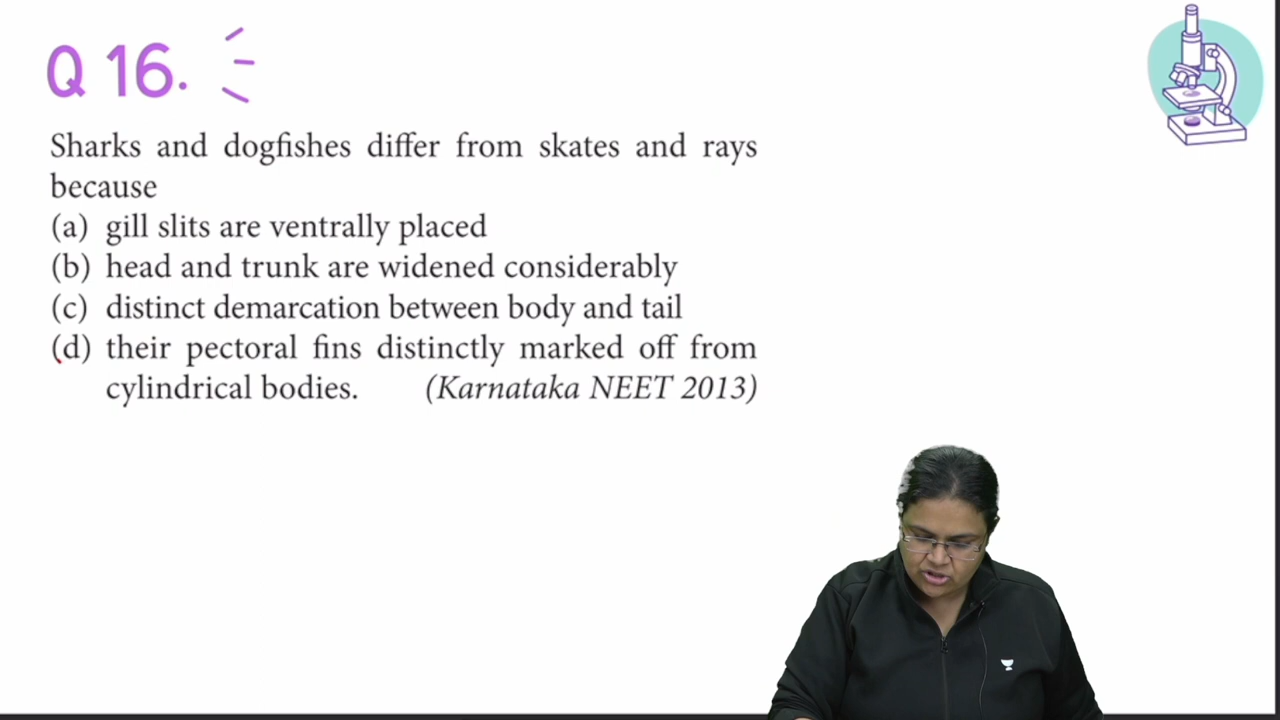 Q 16.
Sharks and dogfishes differ from skates and rays
because
(a) gill slits are ventrally placed
(b) head and trunk are widened considerably
(c) distinct demarcation between body and tail
(d) their pectoral fins distinctly marked off from
cylindrical bodies. (Karnataka NEET 2013)